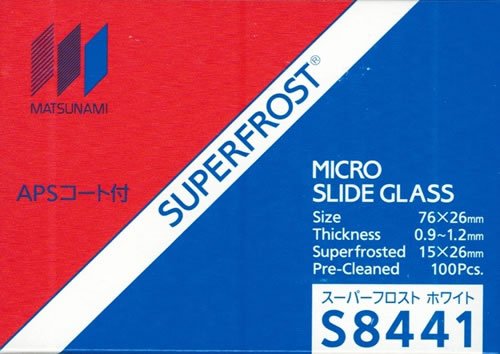 MATSUNAMI
APSコート付
SUPERFROST®
MICRO
SLIDE GLASS
Size 76×26mm
Thickness 0.9~1.2mm
Superfrosted 15×26mm
Pre-Cleaned 100Pcs.
スーパーフロスト ホワイト
S8441